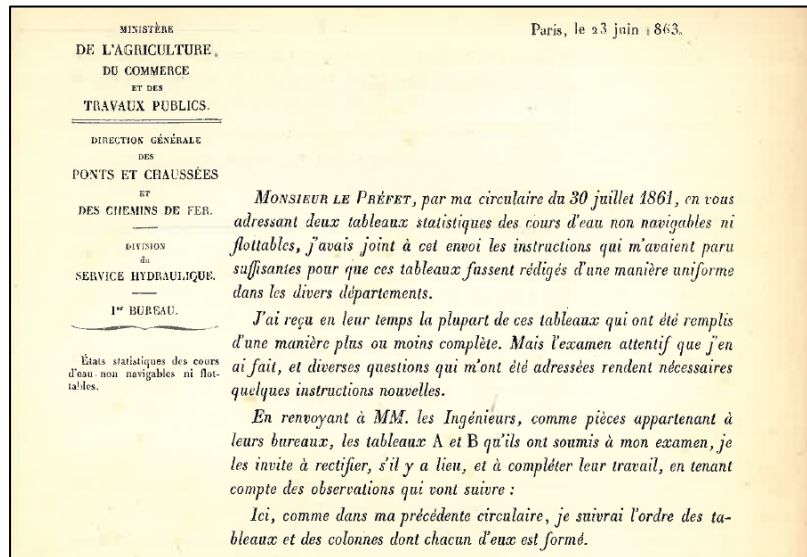 MINISTÈRE
DE L'AGRICULTURE,
DU COMMERCE
ET DES
TRAVAUX PUBLICS.
DIRECTION GÉNÉRALE
DES
PONTS ET CHAUSSÉES
ET
DES CHEMINS DE FER.
DIVISION
du
SERVICE HYDRAULIQUE.
1er BUREAU.
États statistiques des cours
d'eau non navigables ni flot-
tables.
Paris, le 23 juin 1863.
MONSIEUR LE PRÉFET, par ma circulaire du 30 juillet 1861, en vous
adressant deux tableaux statistiques des cours d'eau non navigables ni
flottables, j'avais joint à cet envoi les instructions qui m'avaient paru
suffisantes pour que ces tableaux fussent rédigés d'une manière uniforme
dans les divers départements.
J'ai reçu en leur temps la plupart de ces tableaux qui ont été remplis
d'une manière plus ou moins complète. Mais l'examen attentif que j'en
ai fait, et diverses questions qui m'ont été adressées rendent nécessaires
quelques instructions nouvelles.
En renvoyant à MM. les Ingénieurs, comme pièces appartenant à
leurs bureaux, les tableaux A et B qu'ils ont soumis à mon examen, je
les invite à rectifier, s'il y a lieu, et à compléter leur travail, en tenant
compte des observations qui vont suivre :
Ici, comme dans ma précédente circulaire, je suivrai l'ordre des ta-
bleaux et des colonnes dont chacun d'eux est formé.